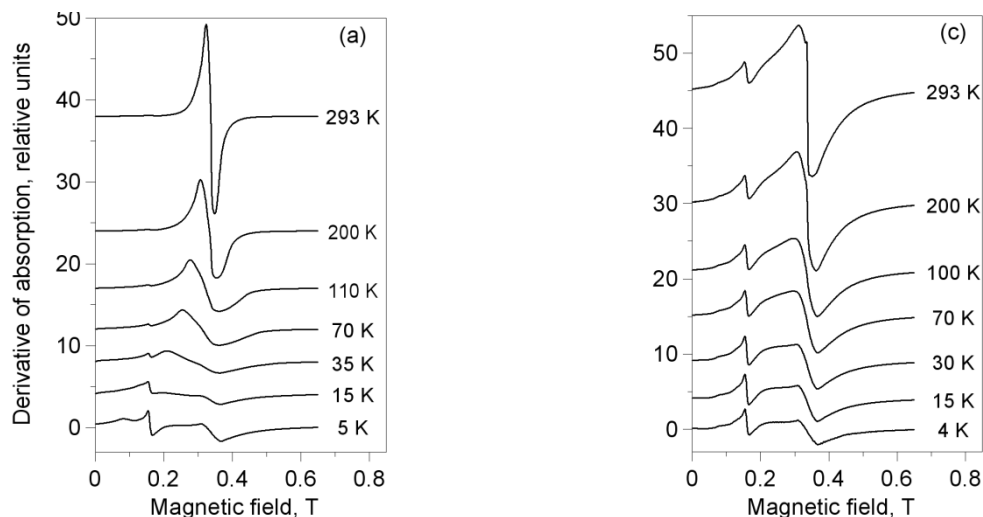 Derivative of absorption, relative units
50
40
30
20
10
0
(a)
293 K
200 K
110 K
70 K
35 K
15 K
5 K
0
0.2
0.4
0.6
0.8
Magnetic field, T
50
40
30
20
10
0
(c)
293 K
200 K
100 K
70 K
30 K
15 K
4 K
0
0.2
0.4
0.6
0.8
Magnetic field, T